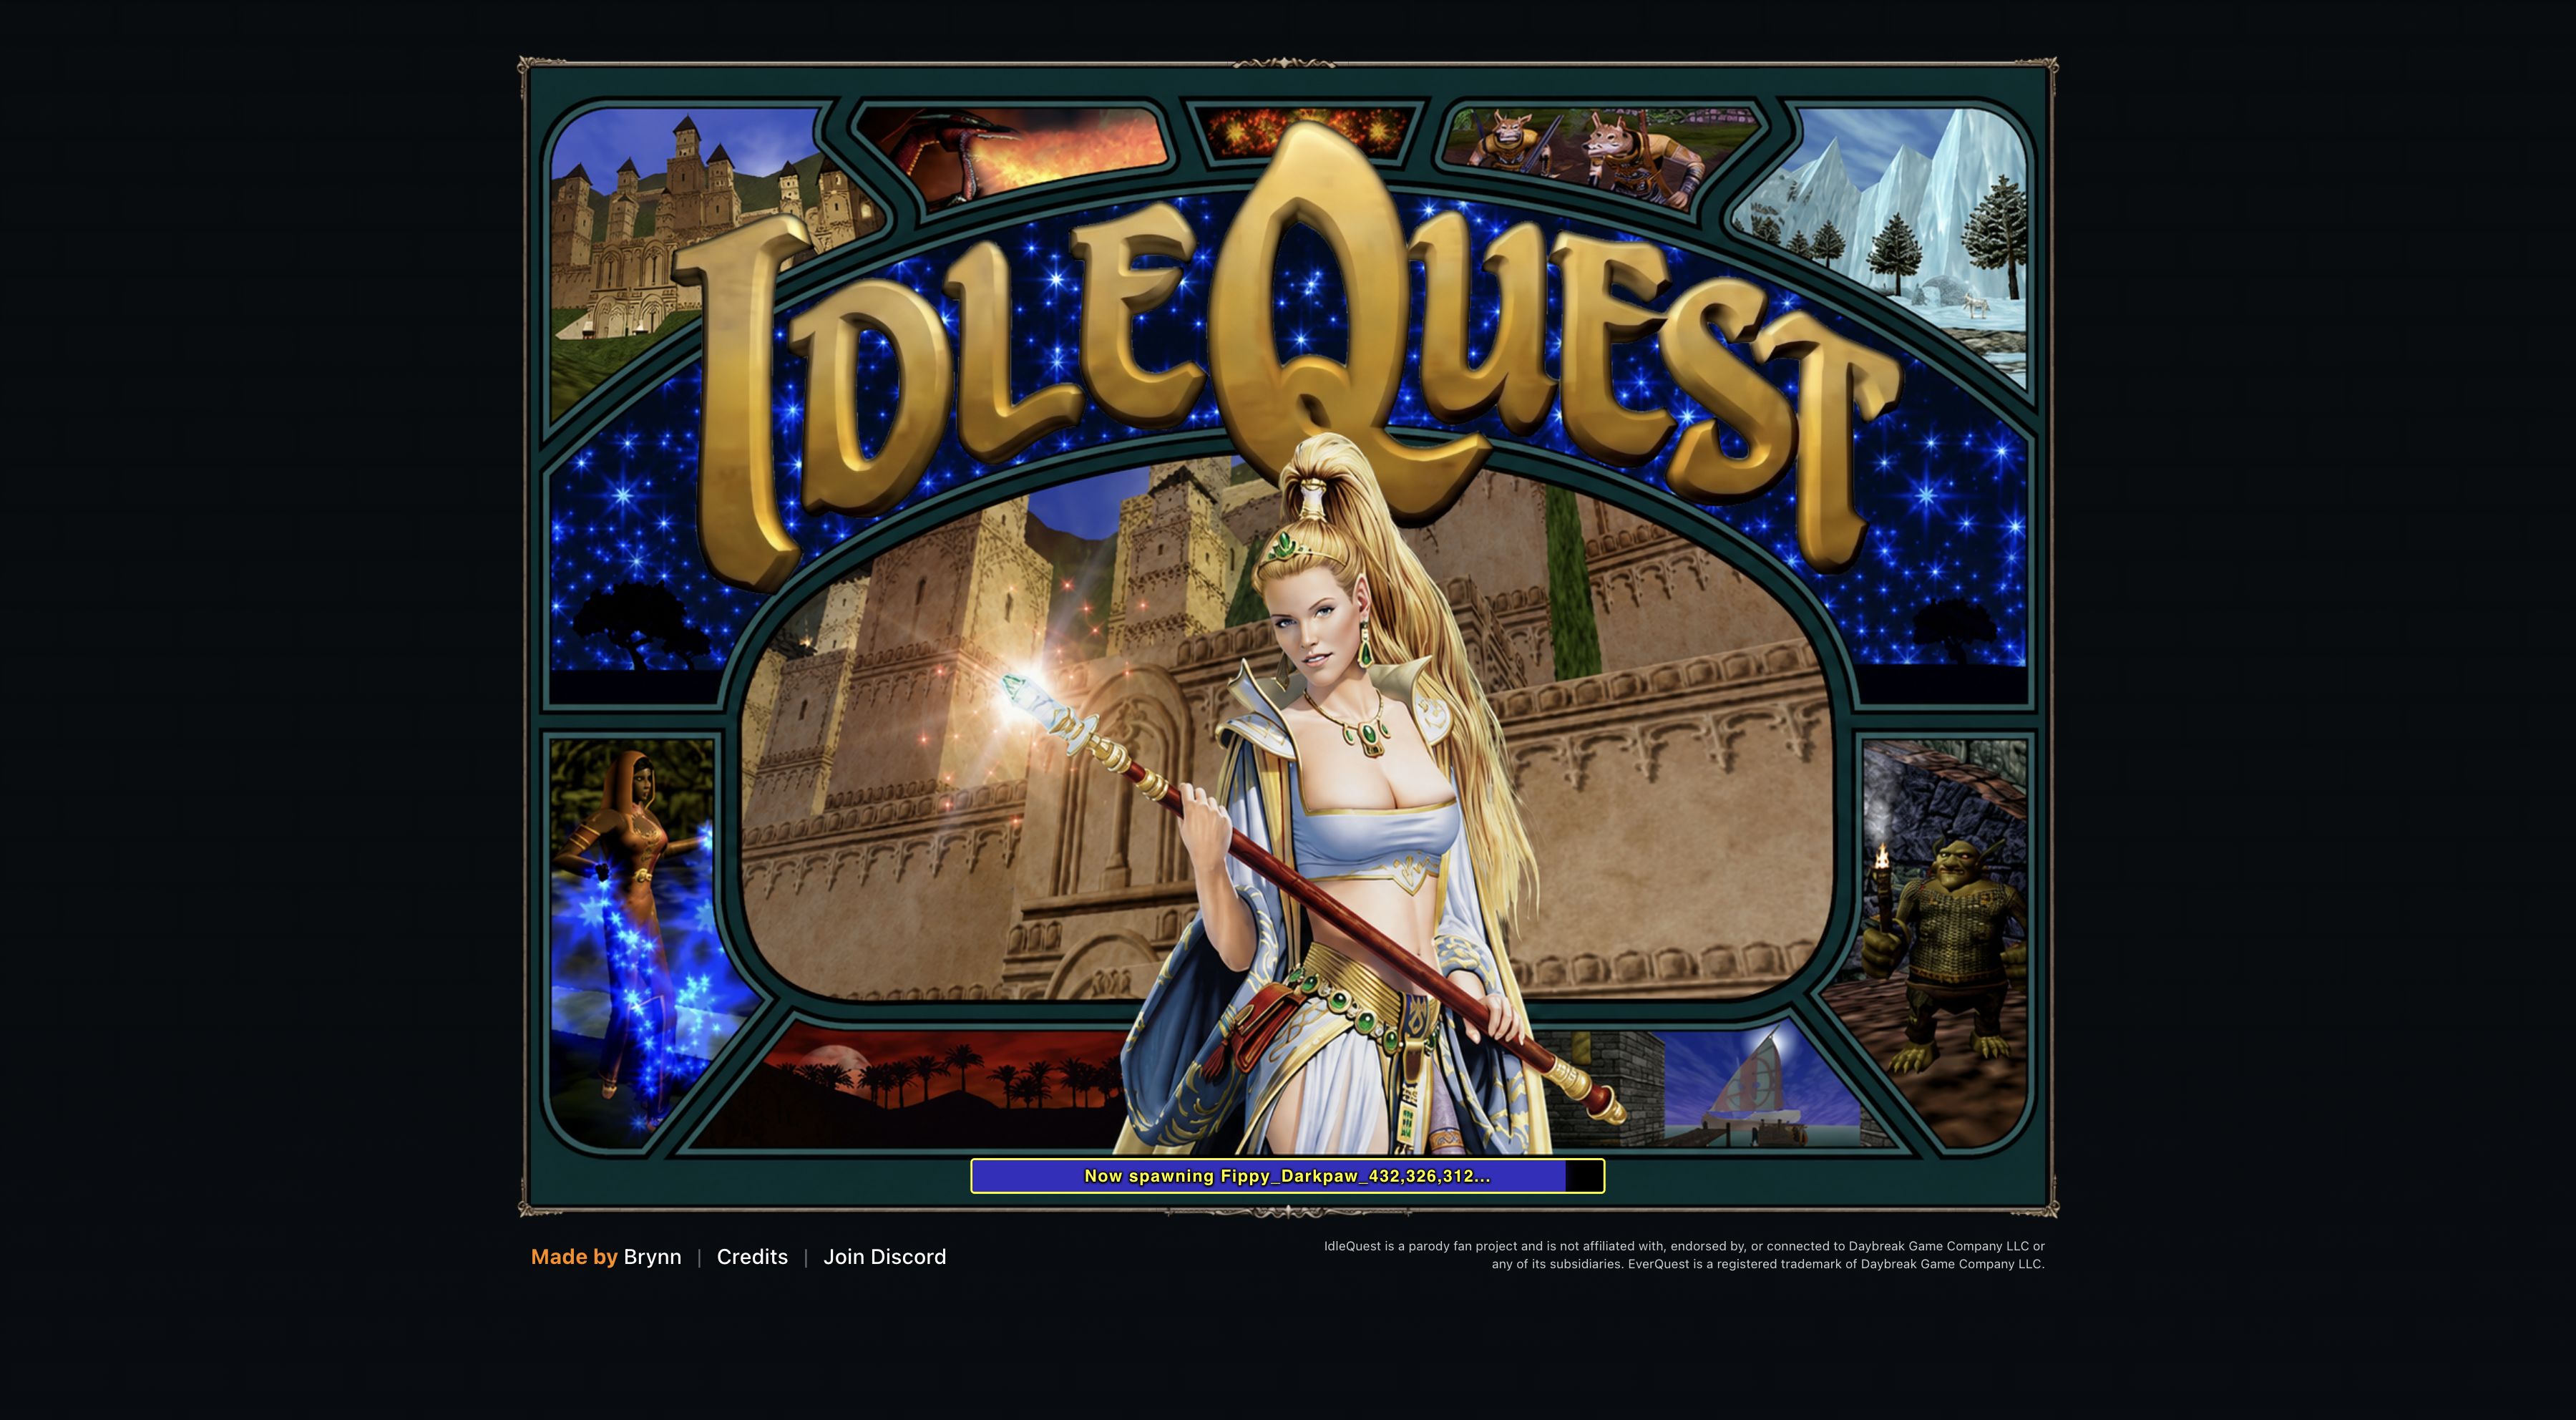 IDLEQUEST
Now spawning Fippy_Darkpaw_432,326,312...
Made by Brynn | Credits | Join Discord
IdleQuest is a parody fan project and is not affiliated with, endorsed by, or connected to Daybreak Game Company LLC or
any of its subsidiaries. EverQuest is a registered trademark of Daybreak Game Company LLC.